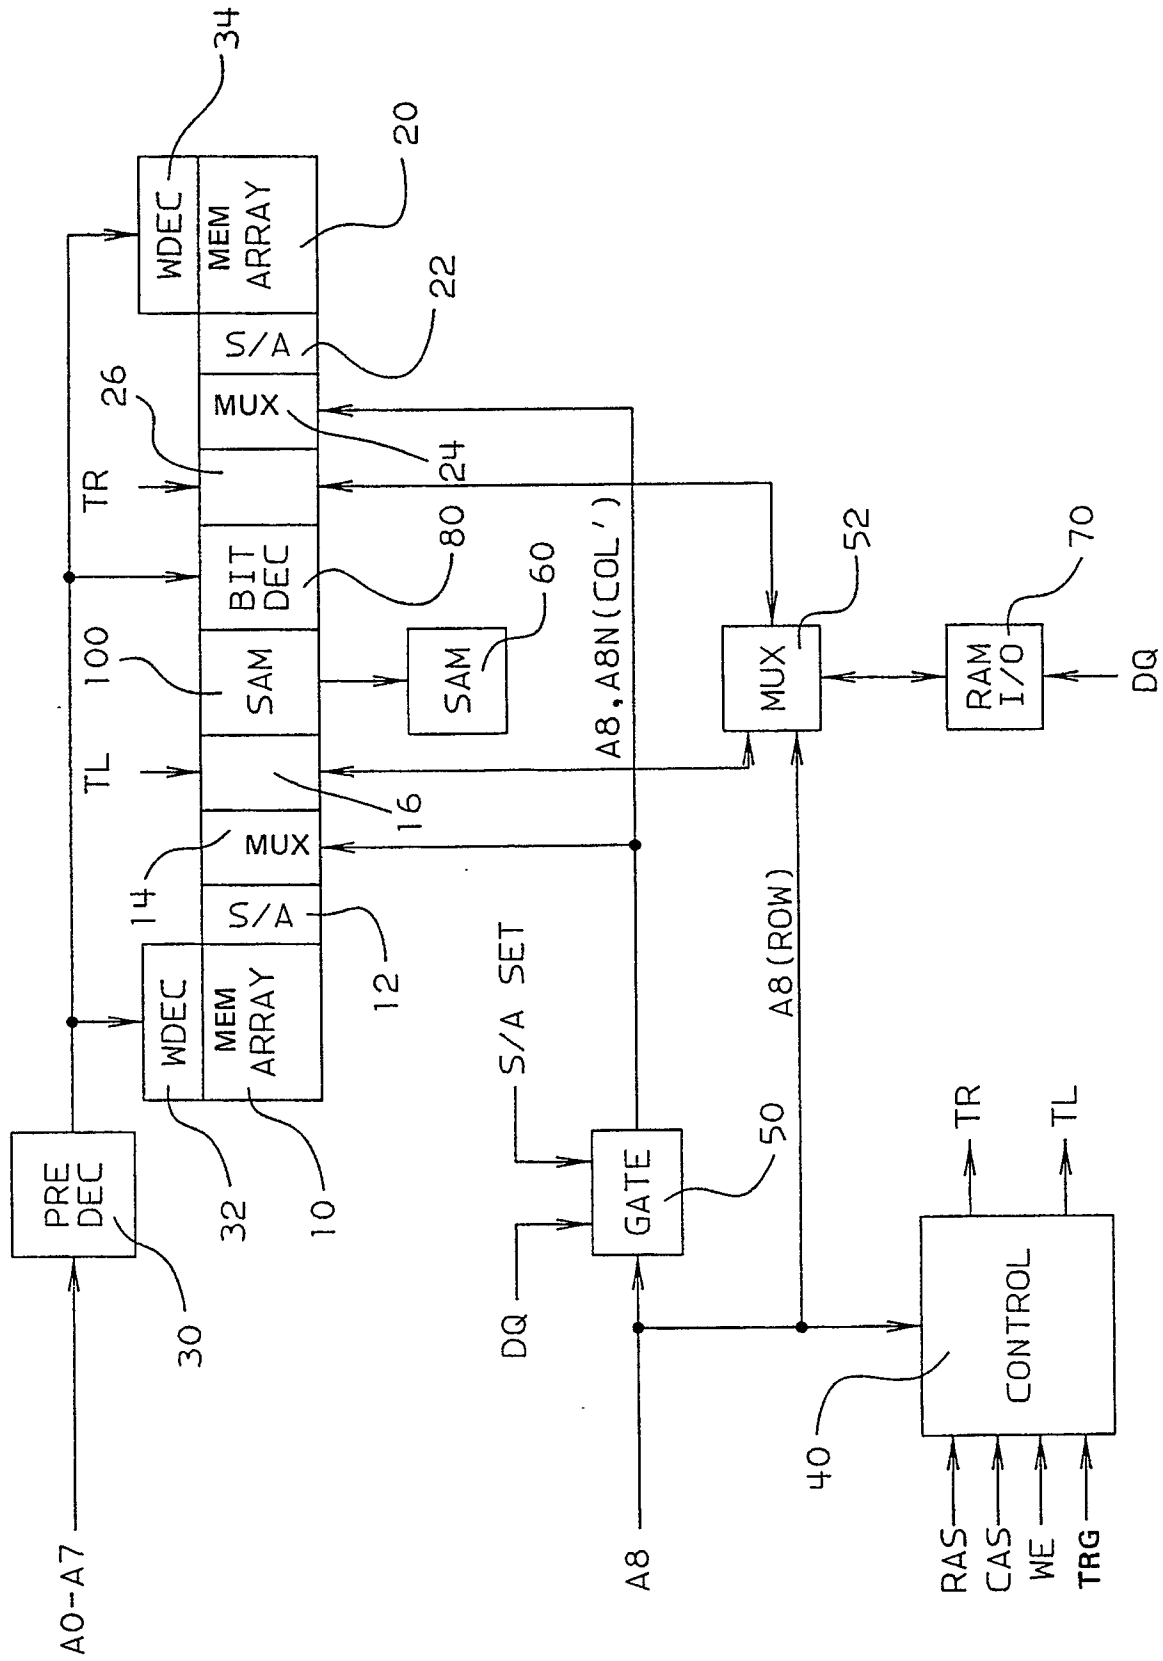 A0-A7
PRE
DEC
30
32
10
WDEC
MEM
ARRAY
12
S/A
14
MUX
TL
16
100
SAM
SAM
60
BIT
DEC
80
TR
26
24
MUX
S/A
22
WDEC
MEM
ARRAY
34
20
A8
DQ
S/A SET
GATE
50
A8,A8N(COL')
A8(ROW)
MUX
52
RAM
I/O
70
DQ
RAS
CAS
WE
TRG
40
CONTROL
TR
TL